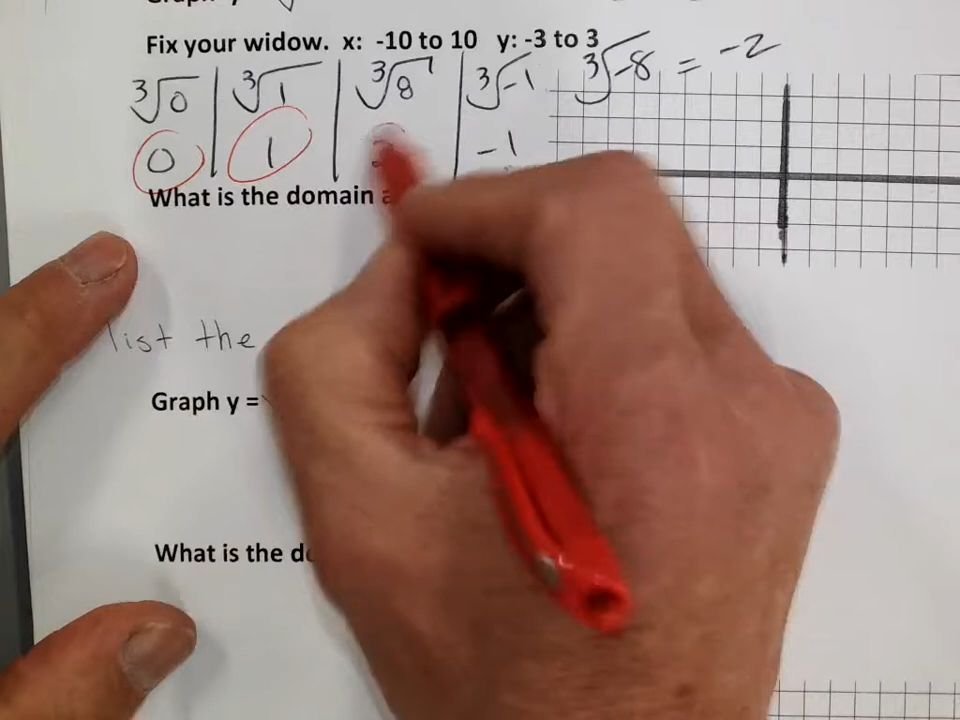 Fix your widow. x: -10 to 10 y: -3 to 3
∛0 | ∛1 | ∛8 | ∛-1 ∛-8 = -2
0 | 1 | 2 | -1
What is the domain
list the
Graph y =
What is the